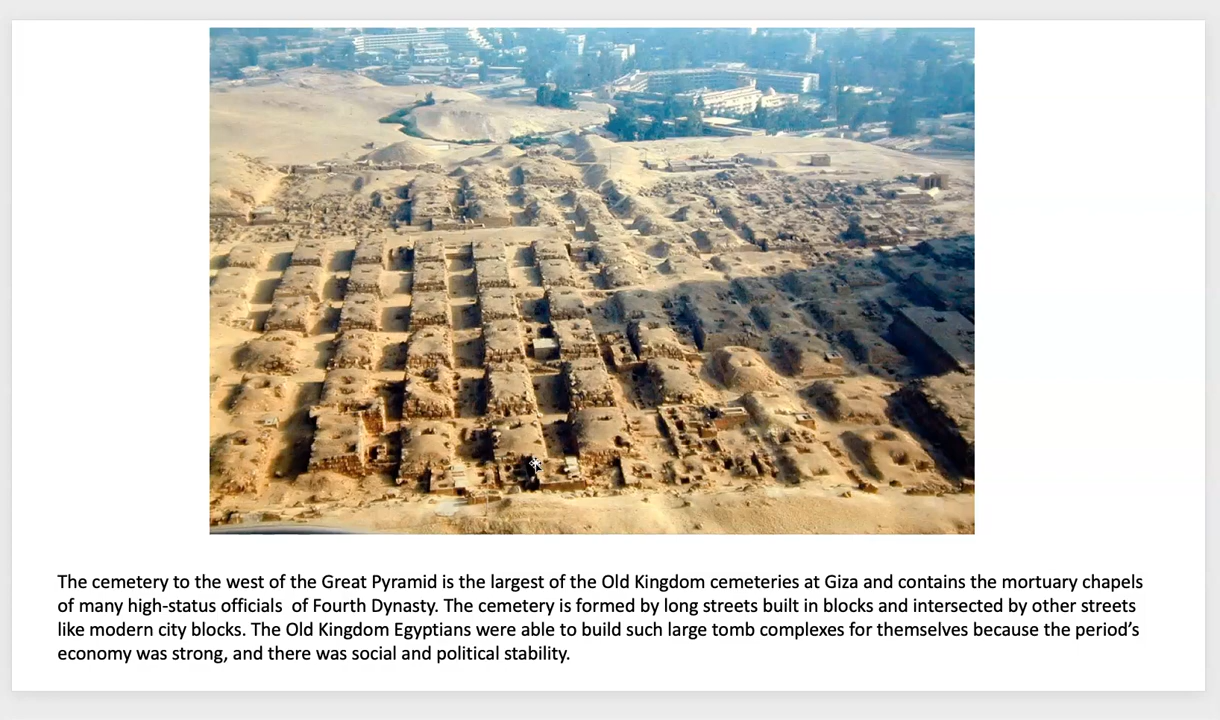 The cemetery to the west of the Great Pyramid is the largest of the Old Kingdom cemeteries at Giza and contains the mortuary chapels
of many high-status officials  of Fourth Dynasty. The cemetery is formed by long streets built in blocks and intersected by other streets
like modern city blocks. The Old Kingdom Egyptians were able to build such large tomb complexes for themselves because the period’s
economy was strong, and there was social and political stability.